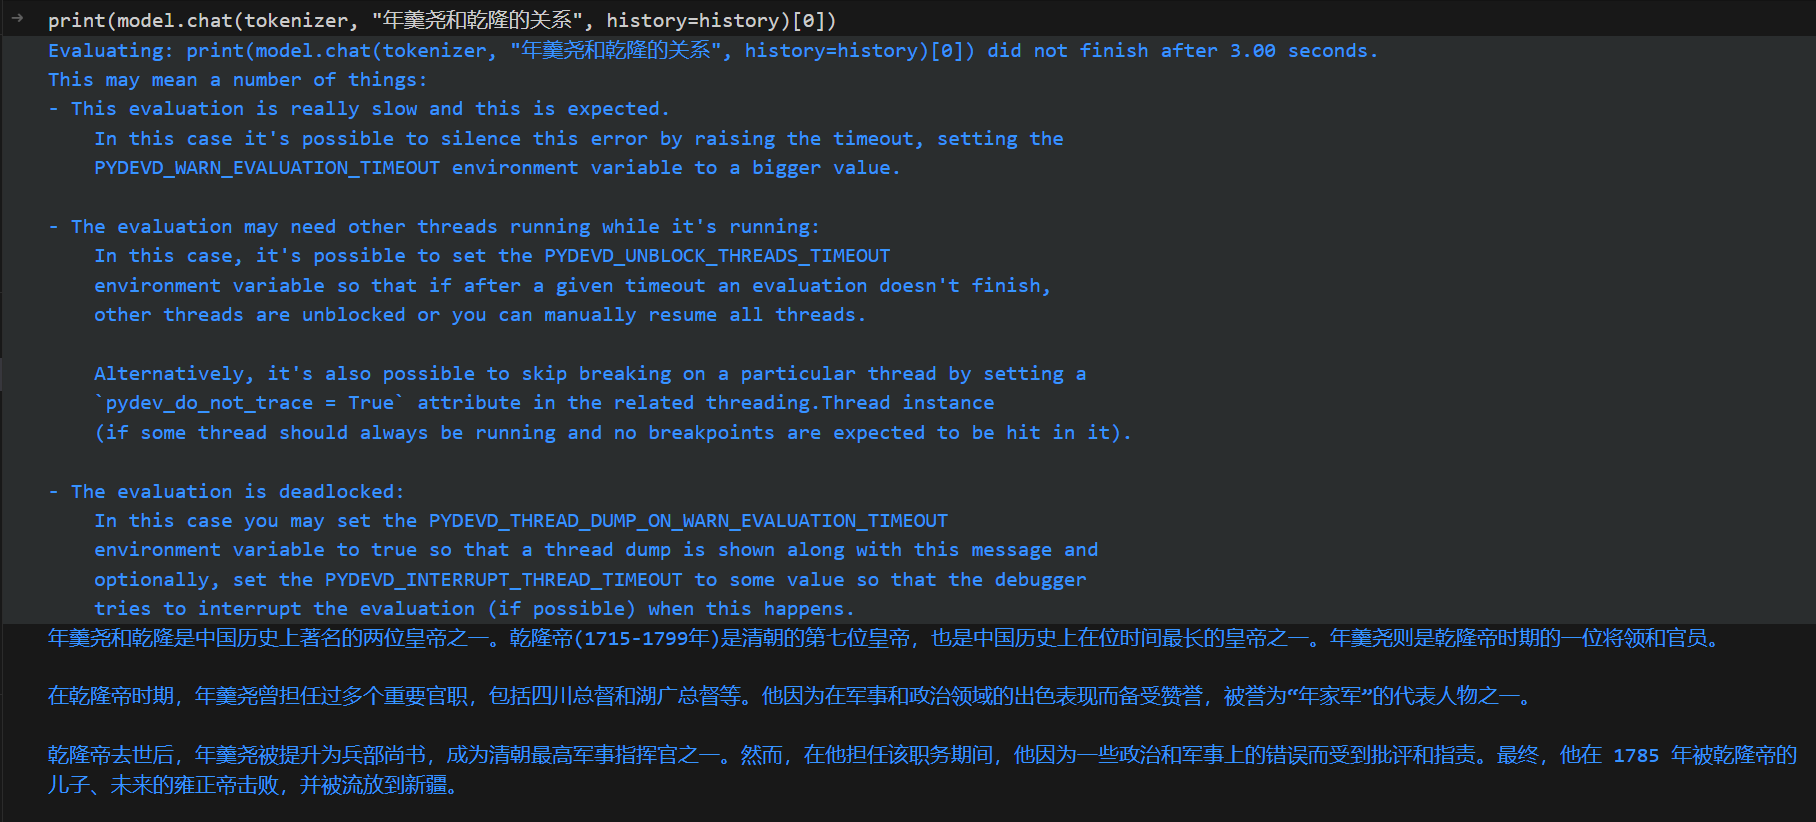 → print(model.chat(tokenizer, "年羹尧和乾隆的关系", history=history)[0])
Evaluating: print(model.chat(tokenizer, "年羹尧和乾隆的关系", history=history)[0]) did not finish after 3.00 seconds.
This may mean a number of things:
- This evaluation is really slow and this is expected.
    In this case it's possible to silence this error by raising the timeout, setting the
    PYDEVD_WARN_EVALUATION_TIMEOUT environment variable to a bigger value.

- The evaluation may need other threads running while it's running:
    In this case, it's possible to set the PYDEVD_UNBLOCK_THREADS_TIMEOUT
    environment variable so that if after a given timeout an evaluation doesn't finish,
    other threads are unblocked or you can manually resume all threads.

    Alternatively, it's also possible to skip breaking on a particular thread by setting a
    `pydev_do_not_trace = True` attribute in the related threading.Thread instance
    (if some thread should always be running and no breakpoints are expected to be hit in it).

- The evaluation is deadlocked:
    In this case you may set the PYDEVD_THREAD_DUMP_ON_WARN_EVALUATION_TIMEOUT
    environment variable to true so that a thread dump is shown along with this message and
    optionally, set the PYDEVD_INTERRUPT_THREAD_TIMEOUT to some value so that the debugger
    tries to interrupt the evaluation (if possible) when this happens.
年羹尧和乾隆是中国历史上著名的两位皇帝之一。乾隆帝(1715-1799年)是清朝的第七位皇帝，也是中国历史上在位时间最长的皇帝之一。年羹尧则是乾隆帝时期的一位将领和官员。

在乾隆帝时期，年羹尧曾担任过多个重要官职，包括四川总督和湖广总督等。他因为在军事和政治领域的出色表现而备受赞誉，被誉为“年家军”的代表人物之一。

乾隆帝去世后，年羹尧被提升为兵部尚书，成为清朝最高军事指挥官之一。然而，在他担任该职务期间，他因为一些政治和军事上的错误而受到批评和指责。最终，他在 1785 年被乾隆帝的
儿子、未来的雍正帝击败，并被流放到新疆。